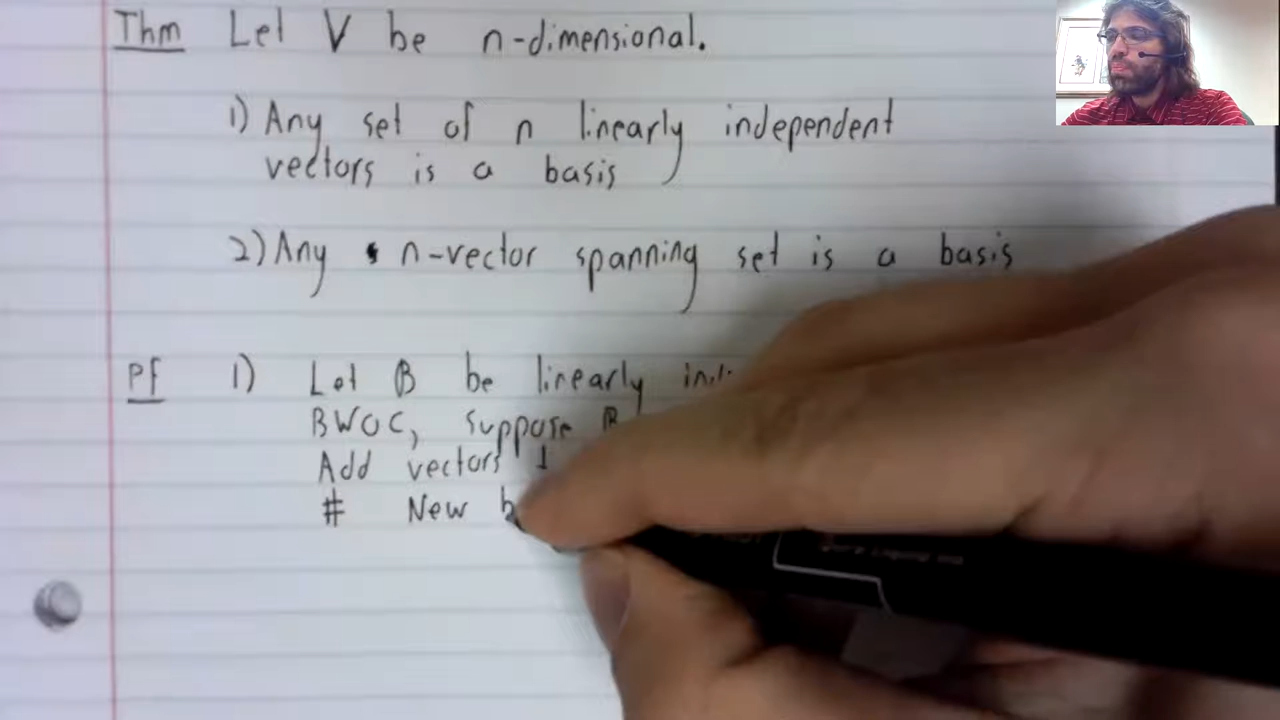 Thm Let V be n-dimensional.
1) Any set of n linearly independent
vectors is a basis
2) Any n-vector spanning set is a basis
Pf 1) Let B be linearly
BWOC, suppose B
Add vectors
# New